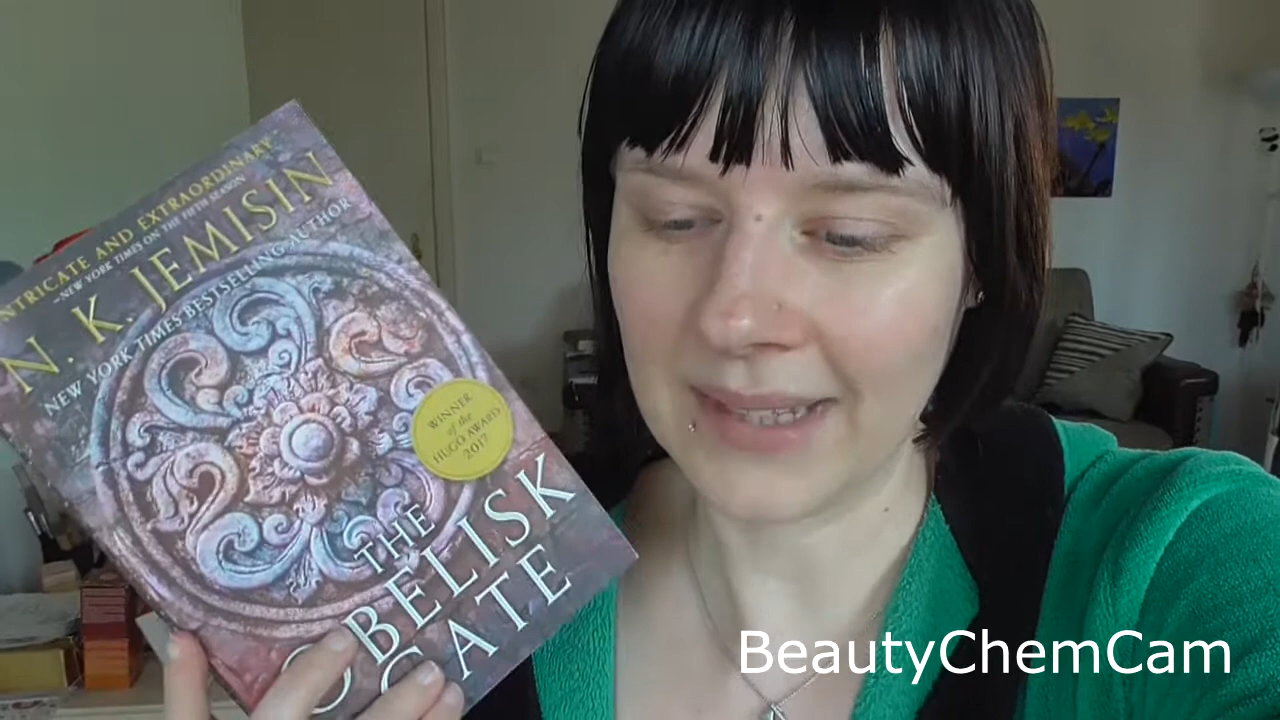 INTRICATE AND EXTRAORDINARY"
—NEW YORK TIMES ON THE FIFTH SEASON
N. K. JEMISIN
NEW YORK TIMES BESTSELLING AUTHOR
WINNER
of the
HUGO AWARD
2017
THE
OBELISK
GATE
BeautyChemCam